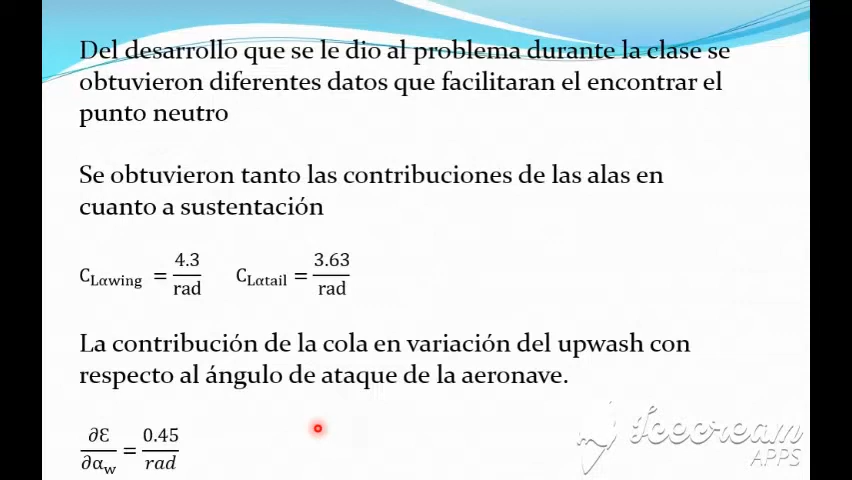 Del desarrollo que se le dio al problema durante la clase se
obtuvieron diferentes datos que facilitaran el encontrar el
punto neutro
Se obtuvieron tanto las contribuciones de las alas en
cuanto a sustentación
C_Lαwing = 4.3/rad C_Lαtail = 3.63/rad
La contribución de la cola en variación del upwash con
respecto al ángulo de ataque de la aeronave.
∂Ɛ/∂α_w = 0.45/rad
Icecream
APPS